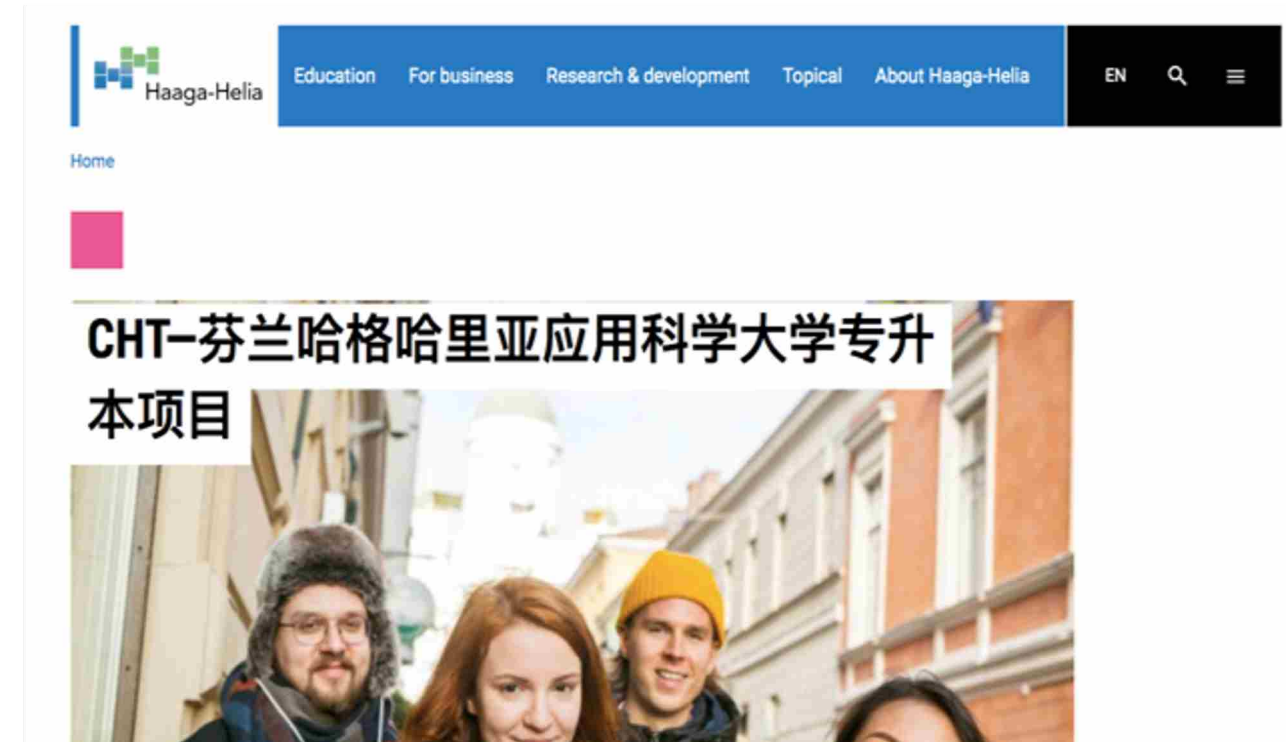 Haaga-Helia
Education For business Research & development Topical About Haaga-Helia EN
Home
CHT–芬兰哈格哈里亚应用科学大学专升
本项目